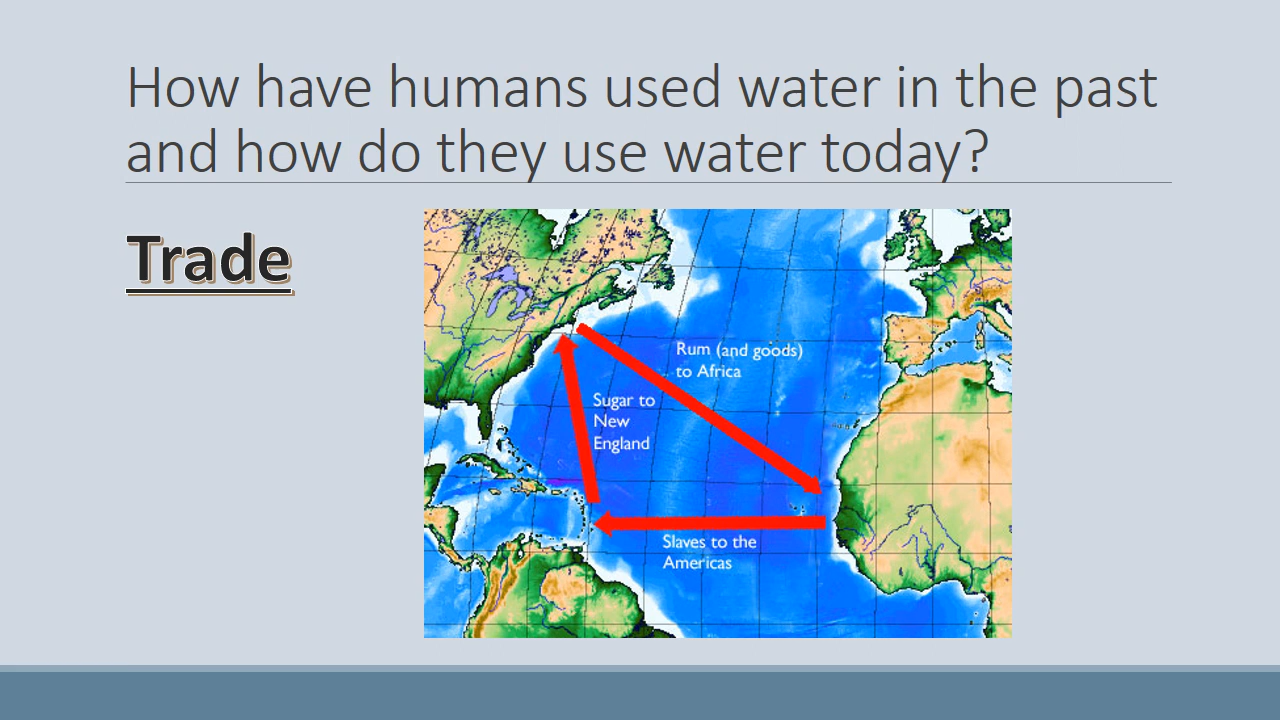 How have humans used water in the past
and how do they use water today?
Trade
Rum (and goods)
to Africa
Sugar to
New
England
Slaves to the
Americas